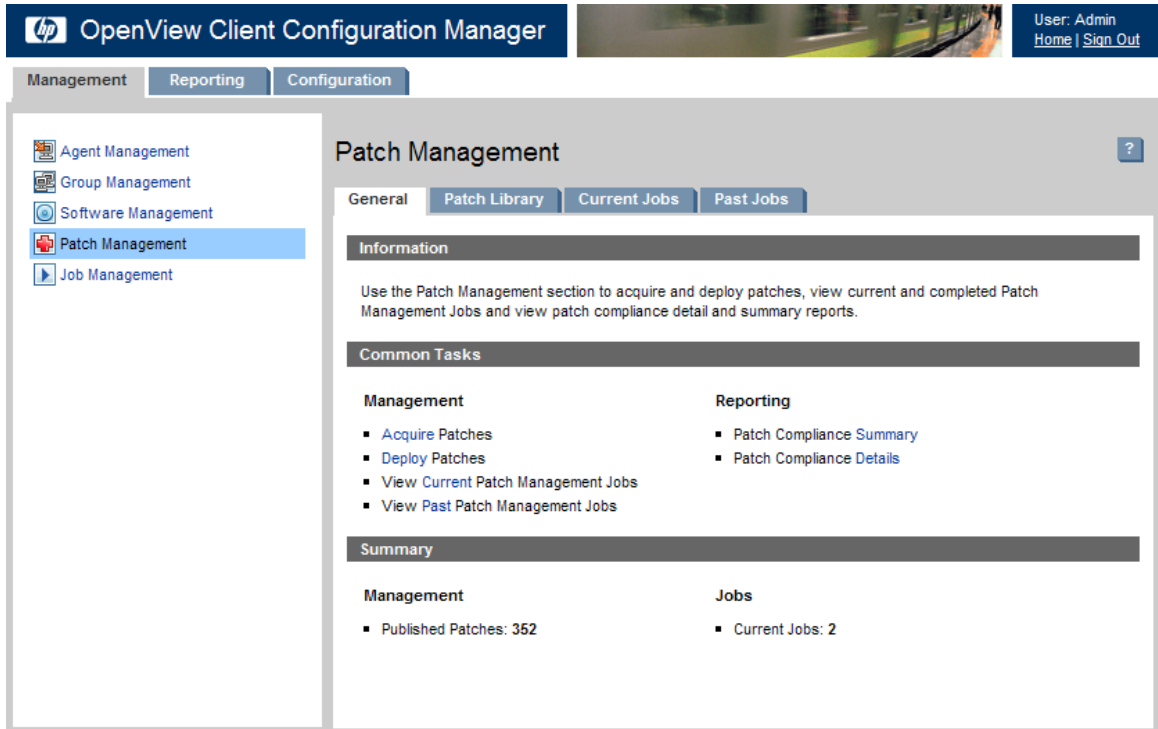 hp OpenView Client Configuration Manager
User: Admin
Home | Sign Out
Management Reporting Configuration
Agent Management
Group Management
Software Management
Patch Management
Job Management
Patch Management
?
General Patch Library Current Jobs Past Jobs
Information
Use the Patch Management section to acquire and deploy patches, view current and completed Patch
Management Jobs and view patch compliance detail and summary reports.
Common Tasks
Management
Acquire Patches
Deploy Patches
View Current Patch Management Jobs
View Past Patch Management Jobs
Reporting
Patch Compliance Summary
Patch Compliance Details
Summary
Management
Published Patches: 352
Jobs
Current Jobs: 2